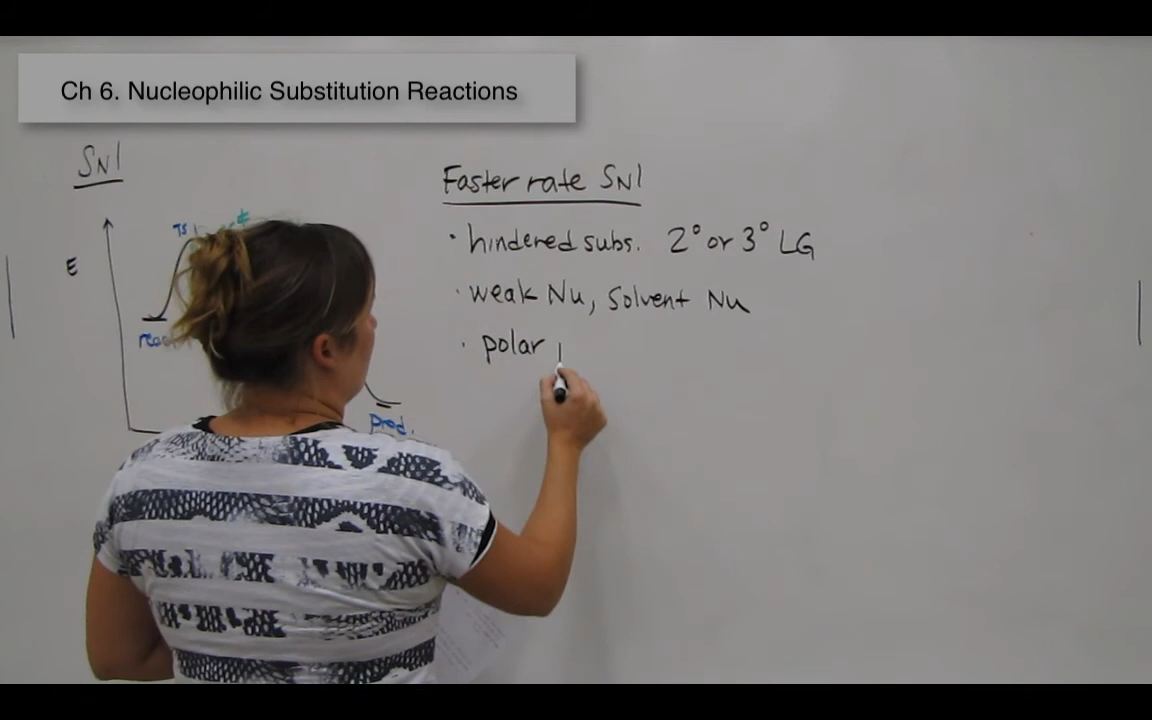 Ch 6. Nucleophilic Substitution Reactions
SN1
Faster rate SN1
TS
E
· hindered subs. 2° or 3° LG
· weak Nu, solvent Nu
· polar
prod.